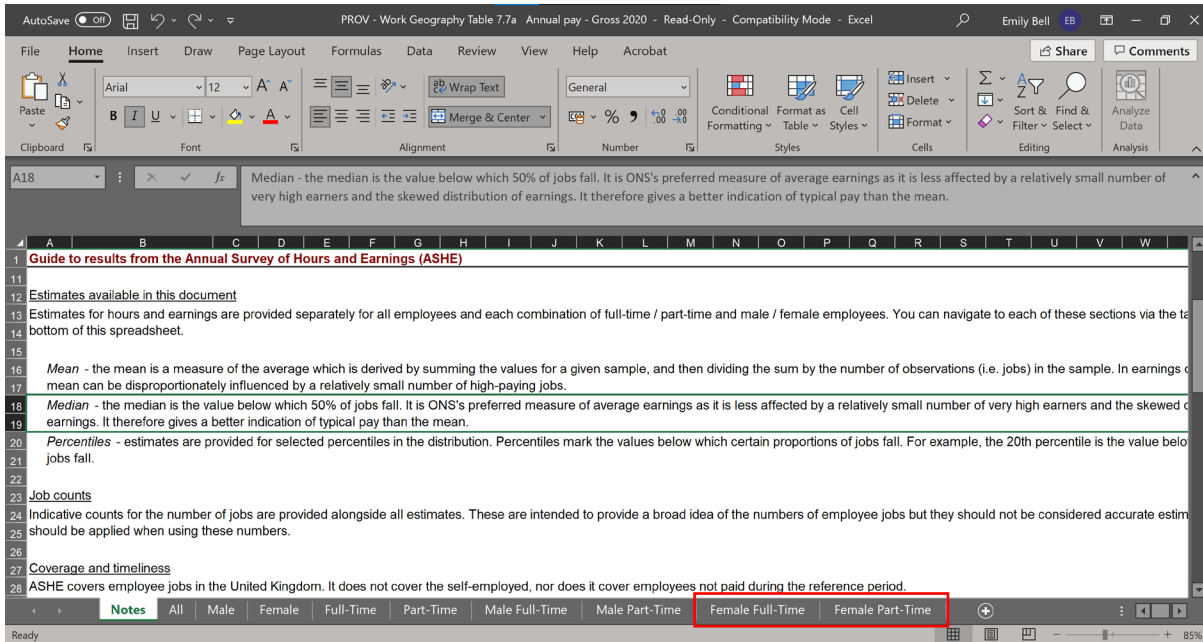 AutoSave Off PROV - Work Geography Table 7.7a Annual pay - Gross 2020 - Read-Only - Compatibility Mode - Excel Emily Bell EB
File Home Insert Draw Page Layout Formulas Data Review View Help Acrobat Share Comments
Arial 12 A A ab Wrap Text General Insert
Paste B I U A Merge & Center % Conditional Format as Cell Delete Sort & Find & Analyze
Formatting Table Styles Format Filter Select Data
Clipboard Font Alignment Number Styles Cells Editing Analysis
A18 fx Median - the median is the value below which 50% of jobs fall. It is ONS's preferred measure of average earnings as it is less affected by a relatively small number of
very high earners and the skewed distribution of earnings. It therefore gives a better indication of typical pay than the mean.
A B C D E F G H I J K L M N O P Q R S T U V W
1 Guide to results from the Annual Survey of Hours and Earnings (ASHE)
11
12 Estimates available in this document
13 Estimates for hours and earnings are provided separately for all employees and each combination of full-time / part-time and male / female employees. You can navigate to each of these sections via the ta
14 bottom of this spreadsheet.
15
16 Mean - the mean is a measure of the average which is derived by summing the values for a given sample, and then dividing the sum by the number of observations (i.e. jobs) in the sample. In earnings
17 mean can be disproportionately influenced by a relatively small number of high-paying jobs.
18 Median - the median is the value below which 50% of jobs fall. It is ONS's preferred measure of average earnings as it is less affected by a relatively small number of very high earners and the skewed
19 earnings. It therefore gives a better indication of typical pay than the mean.
20 Percentiles - estimates are provided for selected percentiles in the distribution. Percentiles mark the values below which certain proportions of jobs fall. For example, the 20th percentile is the value belo
21 jobs fall.
22
23 Job counts
24 Indicative counts for the number of jobs are provided alongside all estimates. These are intended to provide a broad idea of the numbers of employee jobs but they should not be considered accurate estim
25 should be applied when using these numbers.
26
27 Coverage and timeliness
28 ASHE covers employee jobs in the United Kingdom. It does not cover the self-employed, nor does it cover employees not paid during the reference period.
Notes All Male Female Full-Time Part-Time Male Full-Time Male Part-Time Female Full-Time Female Part-Time
Ready 85%